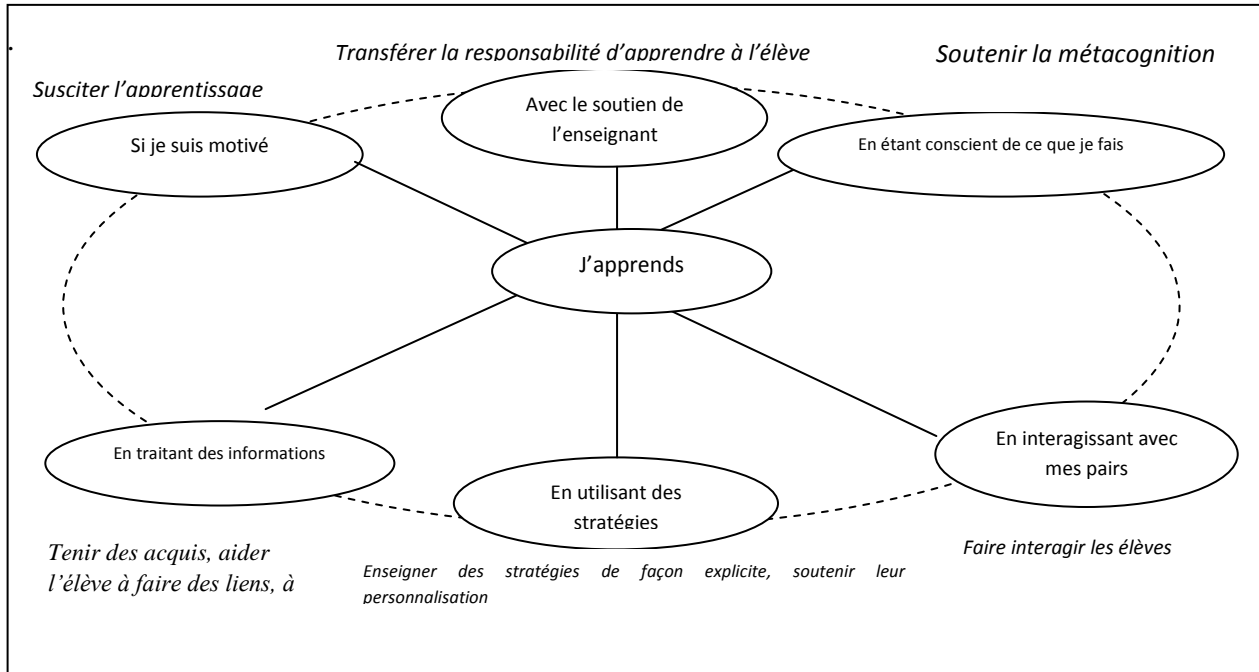 .
Transférer la responsabilité d’apprendre à l’élève
Soutenir la métacognition
Susciter l’apprentissage
Avec le soutien de
l’enseignant
Si je suis motivé
En étant conscient de ce que je fais
J’apprends
En traitant des informations
En utilisant des
stratégies
En interagissant avec
mes pairs
Tenir des acquis, aider
l’élève à faire des liens, à
Enseigner des stratégies de façon explicite, soutenir leur
personnalisation
Faire interagir les élèves